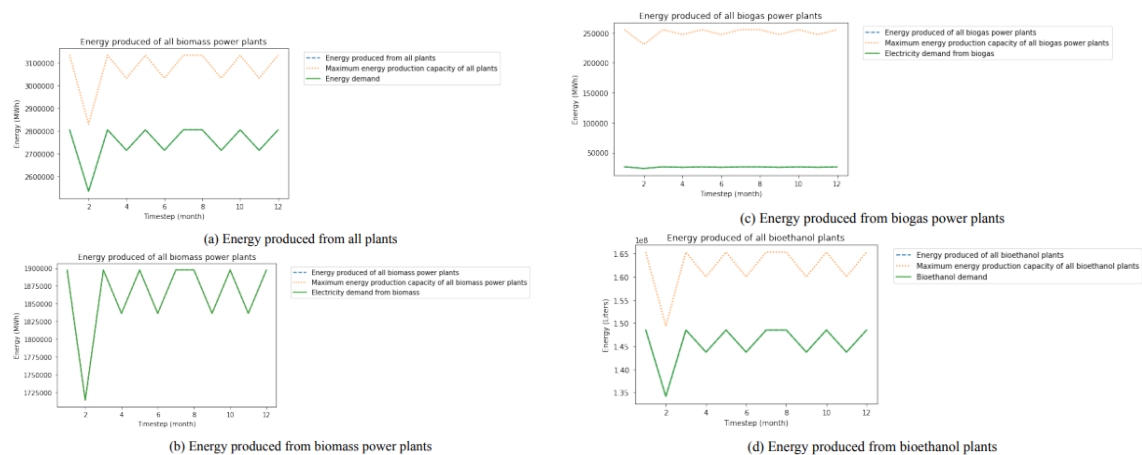 Energy produced of all biomass power plants
3100000
3000000
2900000
2800000
2700000
2600000
Energy (MWh)
2 4 6 8 10 12
Timestep (month)
Energy produced from all plants
Maximum energy production capacity of all plants
Energy demand
(a) Energy produced from all plants
Energy produced of all biomass power plants
1900000
1875000
1850000
1825000
1800000
1775000
1750000
1725000
Energy (MWh)
2 4 6 8 10 12
Timestep (month)
Energy produced of all biomass power plants
Maximum energy production capacity of all biomass power plants
Electricity demand from biomass
(b) Energy produced from biomass power plants
Energy produced of all biogas power plants
250000
200000
150000
100000
50000
Energy (MWh)
2 4 6 8 10 12
Timestep (month)
Energy produced of all biogas power plants
Maximum energy production capacity of all biogas power plants
Electricity demand from biogas
(c) Energy produced from biogas power plants
1e8
Energy produced of all bioethanol plants
1.65
1.60
1.55
1.50
1.45
1.40
1.35
Energy (Liters)
2 4 6 8 10 12
Timestep (month)
Energy produced of all bioethanol plants
Maximum energy production capacity of all bioethanol plants
Bioethanol demand
(d) Energy produced from bioethanol plants